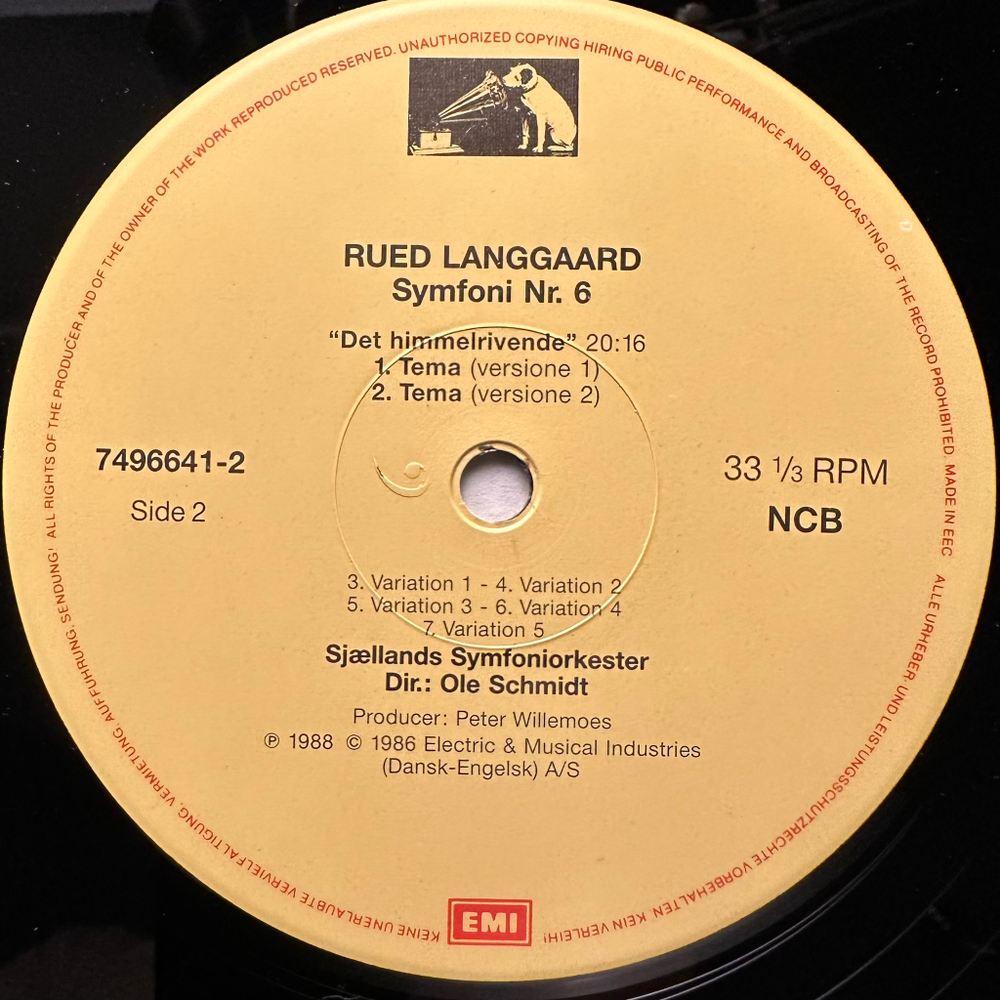 RUED LANGGAARD
Symfoni Nr. 6
“Det himmelrivende” 20:16
1. Tema (versione 1)
2. Tema (versione 2)
7496641-2
Side 2
33 1/3 RPM
NCB
3. Variation 1 - 4. Variation 2
5. Variation 3 - 6. Variation 4
7. Variation 5
Sjællands Symfoniorkester
Dir.: Ole Schmidt
Producer: Peter Willemoes
℗ 1988 © 1986 Electric & Musical Industries
(Dansk-Engelsk) A/S
EMI
ALL RIGHTS OF THE PRODUCER AND OF THE OWNER OF THE WORK REPRODUCED RESERVED. UNAUTHORIZED COPYING HIRING PUBLIC PERFORMANCE AND BROADCASTING OF THE RECORD PROHIBITED. MADE IN EEC
ALLE URHEBER- UND LEISTUNGSSCHUTZRECHTE VORBEHALTEN KEIN VERLEIH! KEINE UNERLAUBTE VERVIELFALTIGUNG, VERMIETUNG, AUFFUHRUNG, SENDUNG!